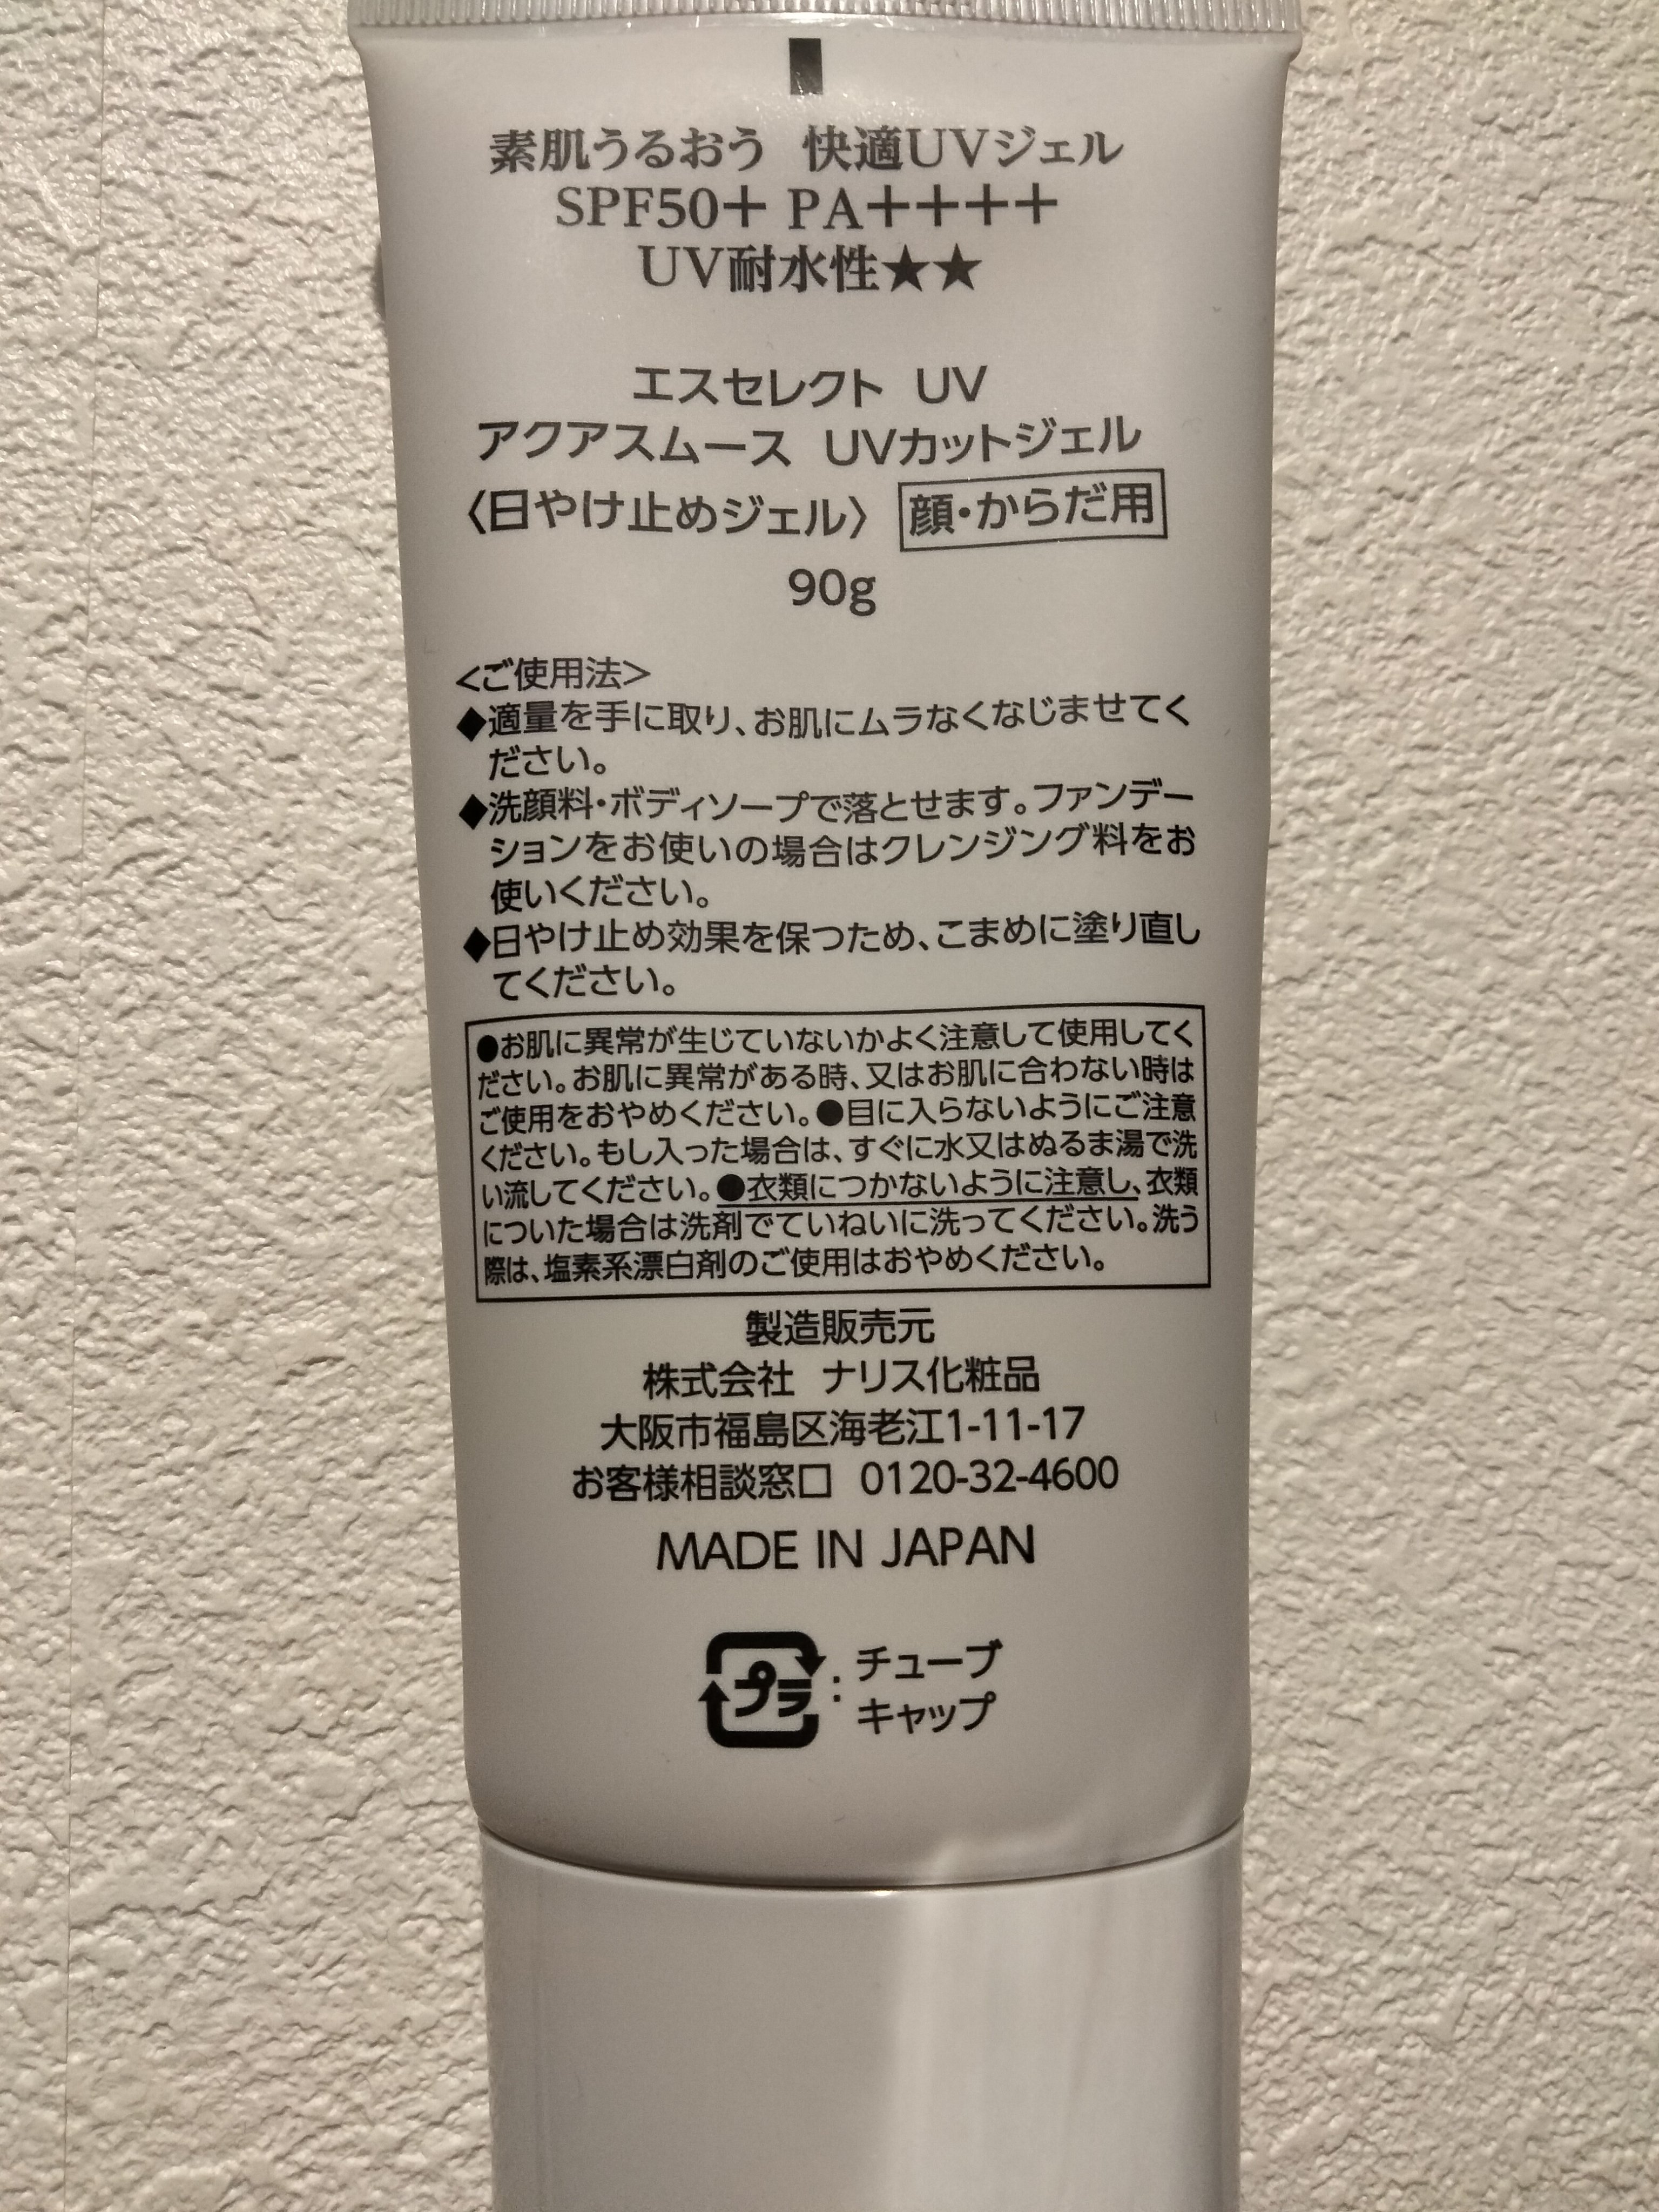 素肌うるおう 快適UVジェル
SPF50+ PA++++
UV耐水性★★
エスセレクト UV
アクアスムース UVカットジェル
〈日やけ止めジェル〉 顔・からだ用
90g
<ご使用法>
◆適量を手に取り、お肌にムラなくなじませてく
ださい。
◆洗顔料・ボディソープで落とせます。ファンデー
ションをお使いの場合はクレンジング料をお
使いください。
◆日やけ止め効果を保つため、こまめに塗り直し
てください。
●お肌に異常が生じていないかよく注意して使用してく
ださい。お肌に異常がある時、又はお肌に合わない時は
ご使用をおやめください。●目に入らないようにご注意
ください。もし入った場合は、すぐに水又はぬるま湯で洗
い流してください。●衣類につかないように注意し、衣類
についた場合は洗剤でていねいに洗ってください。洗う
際は、塩素系漂白剤のご使用はおやめください。
製造販売元
株式会社 ナリス化粧品
大阪市福島区海老江1-11-17
お客様相談窓口 0120-32-4600
MADE IN JAPAN
プラ : チューブ
キャップ